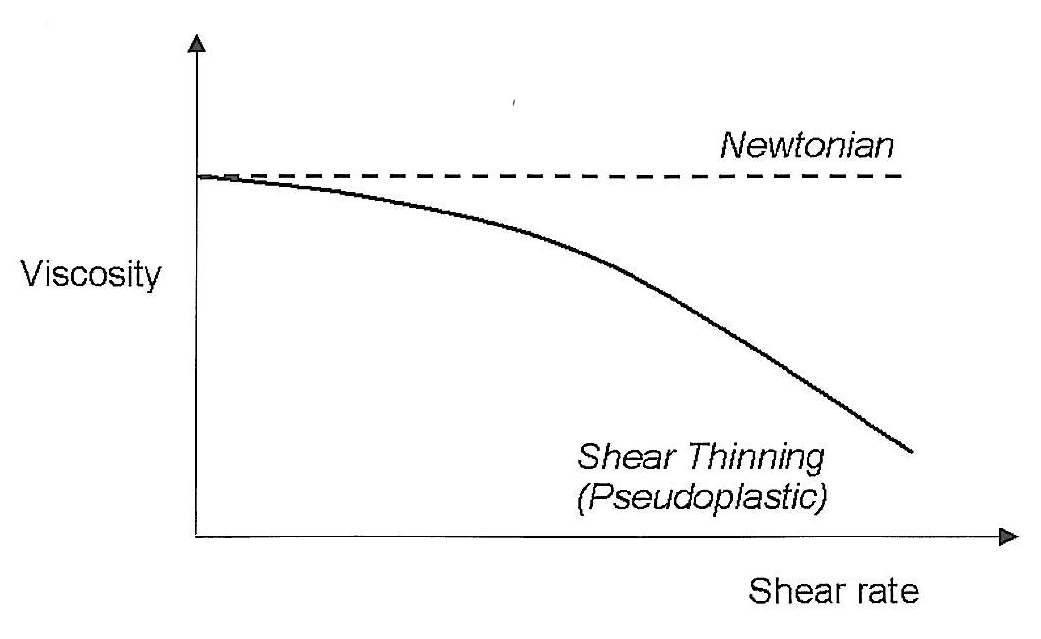 Newtonian
Viscosity
Shear Thinning
(Pseudoplastic)
Shear rate